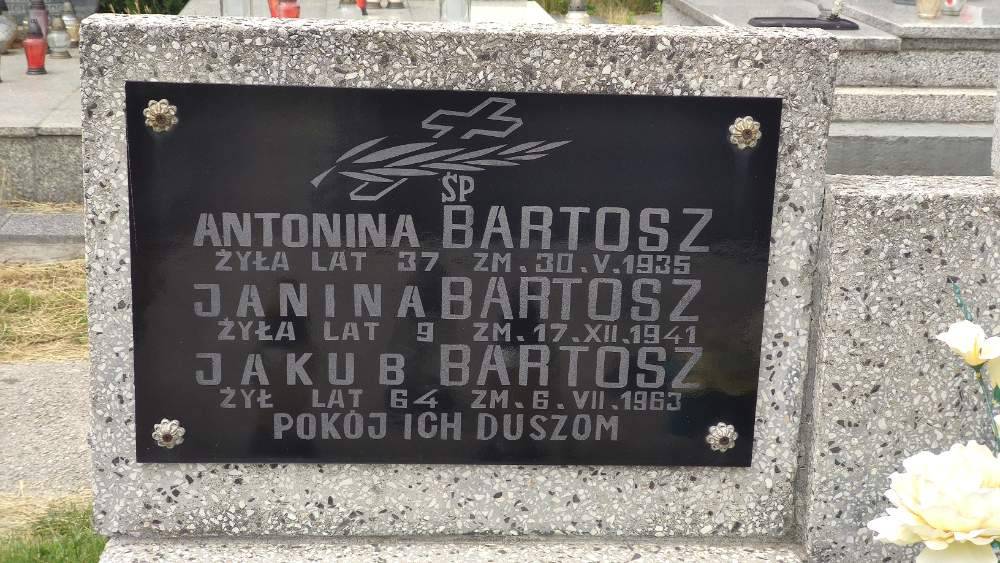 ŚP
ANTONINA BARTOSZ
ŻYŁA LAT 37 ZM. 30. V. 1935
JANINA BARTOSZ
ŻYŁA LAT 9 ZM. 17. XII. 1941
JAKUB BARTOSZ
ŻYŁ LAT 64 ZM. 6. VII. 1963
POKÓJ ICH DUSZOM